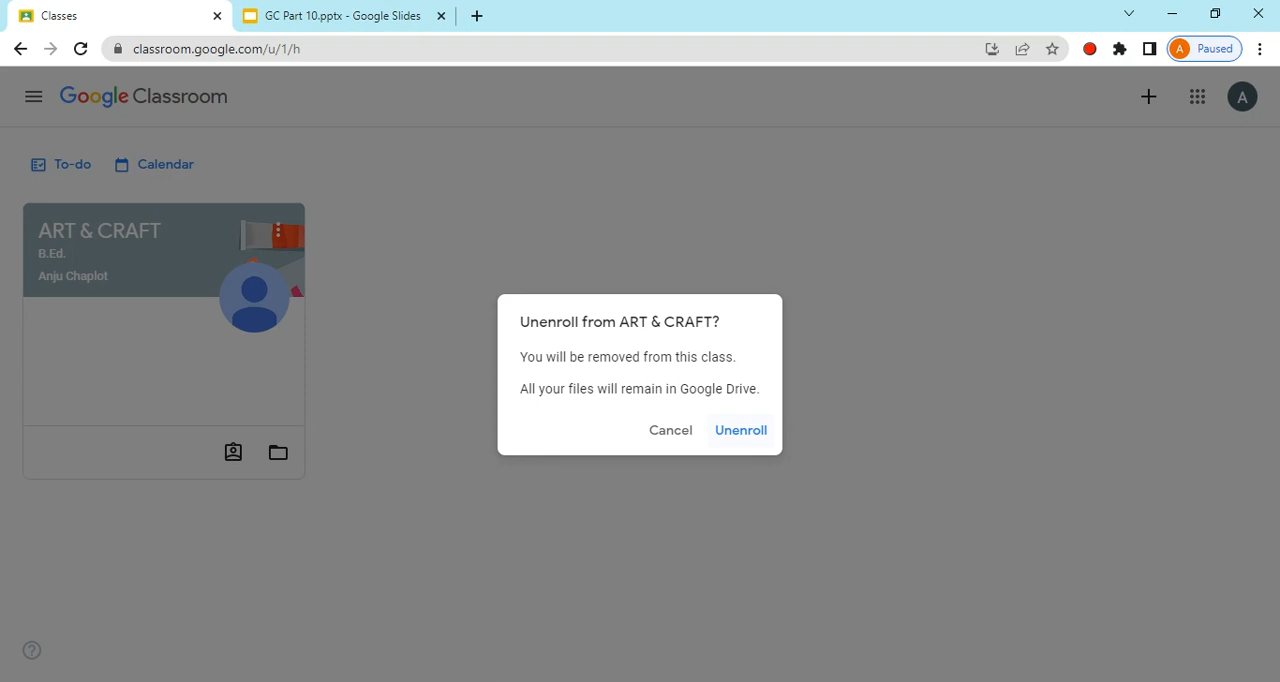 Classes
GC Part 10.pptx - Google Slides
classroom.google.com/u/1/h
A Paused
Google Classroom
A
To-do
Calendar
ART & CRAFT
B.Ed.
Anju Chaplot
Unenroll from ART & CRAFT?
You will be removed from this class.
All your files will remain in Google Drive.
Cancel
Unenroll